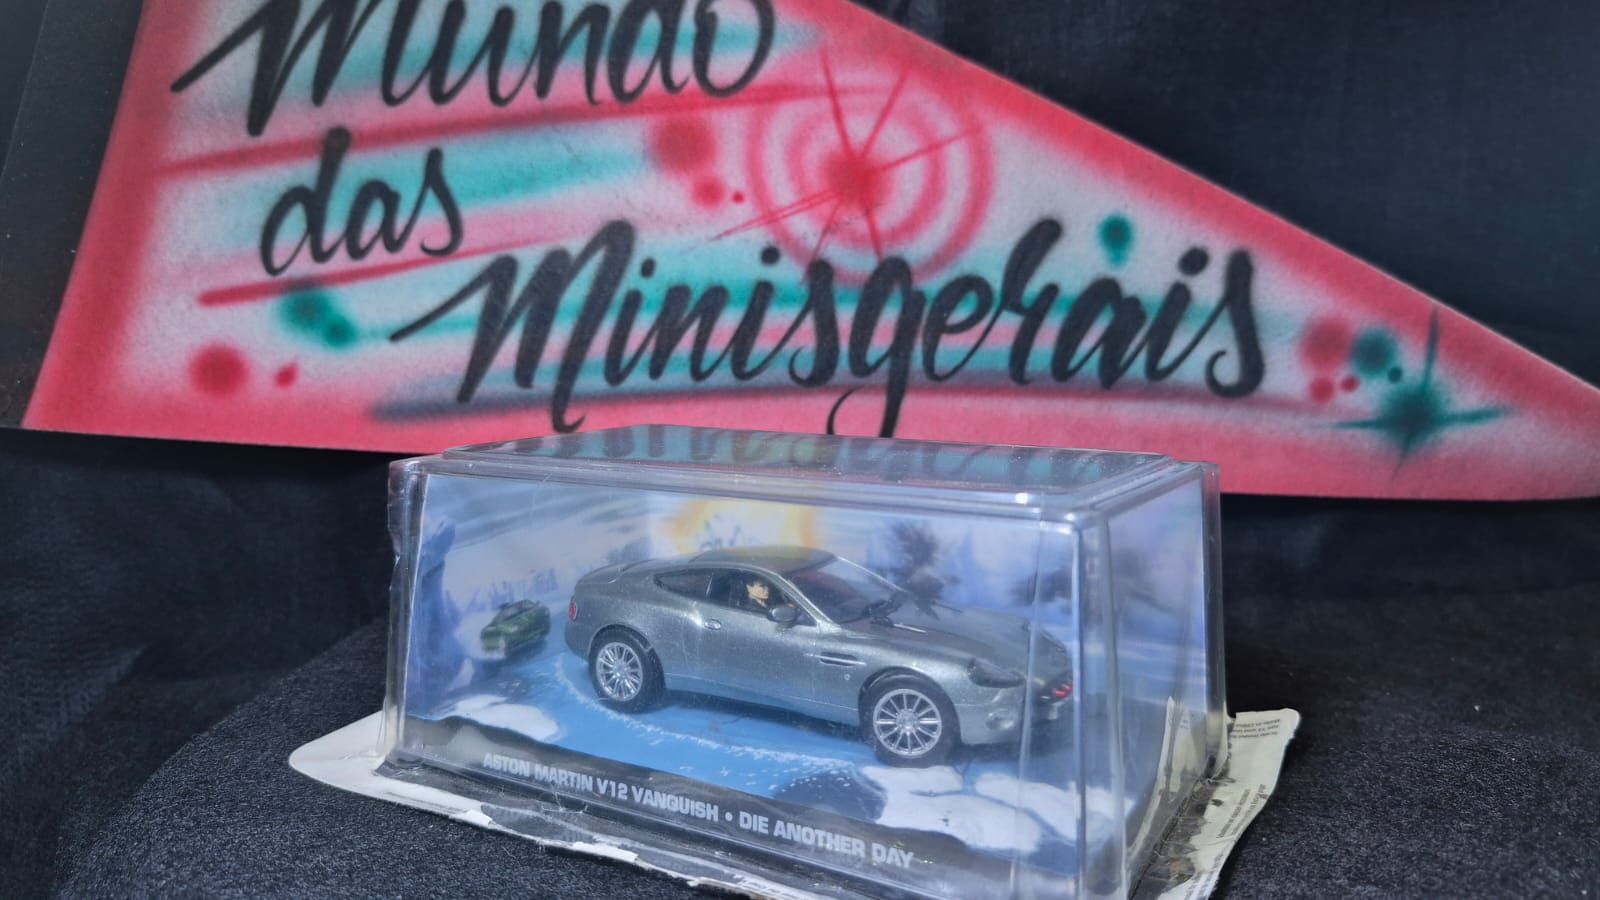 Mundo
das
Minisgerais
ASTON MARTIN V12 VANQUISH • DIE ANOTHER DAY